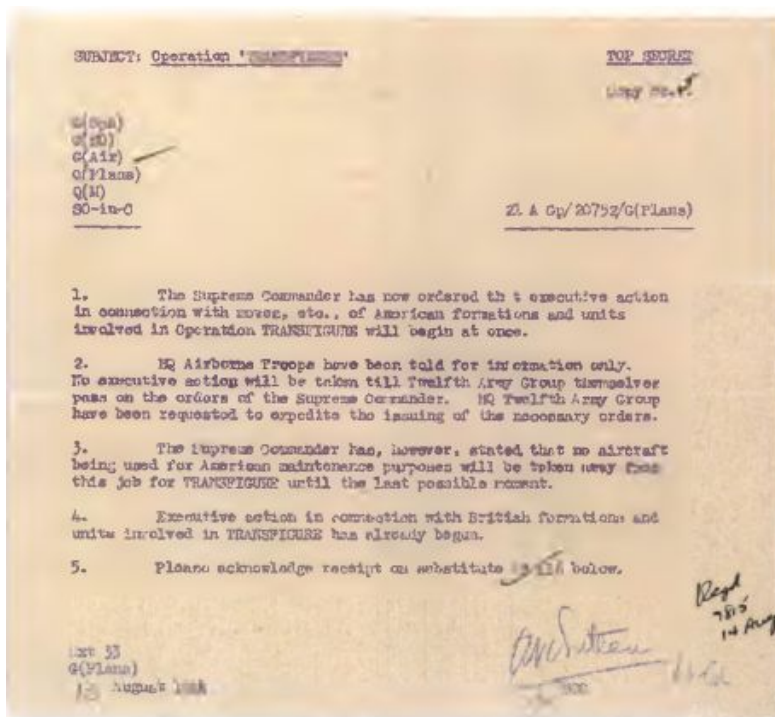 SUBJECT: Operation ' '
TOP SECRET
Copy No.
G(Ops)
G(SD)
G(Air)
G(Plans)
Q(M)
SO-in-C
21 A Gp/20752/G(Plans)
1. The Supreme Commander has now ordered th t executive action
in connection with moves, etc., of American formations and units
involved in Operation TRANSFIGURE will begin at once.
2. HQ Airborne Troops have been told for information only.
No executive action will be taken till Twelfth Army Group themselves
pass on the orders of the Supreme Commander. HQ Twelfth Army Group
have been requested to expedite the issuing of the necessary orders.
3. The Supreme Commander has, however, stated that no aircraft
being used for American maintenance purposes will be taken away from
this job for TRANSFIGURE until the last possible moment.
4. Executive action in connection with British formations and
units involved in TRANSFIGURE has already begun.
5. Please acknowledge receipt on substitute below.
Recd
7815
14 Aug
Ext 53
G(Plans)
August